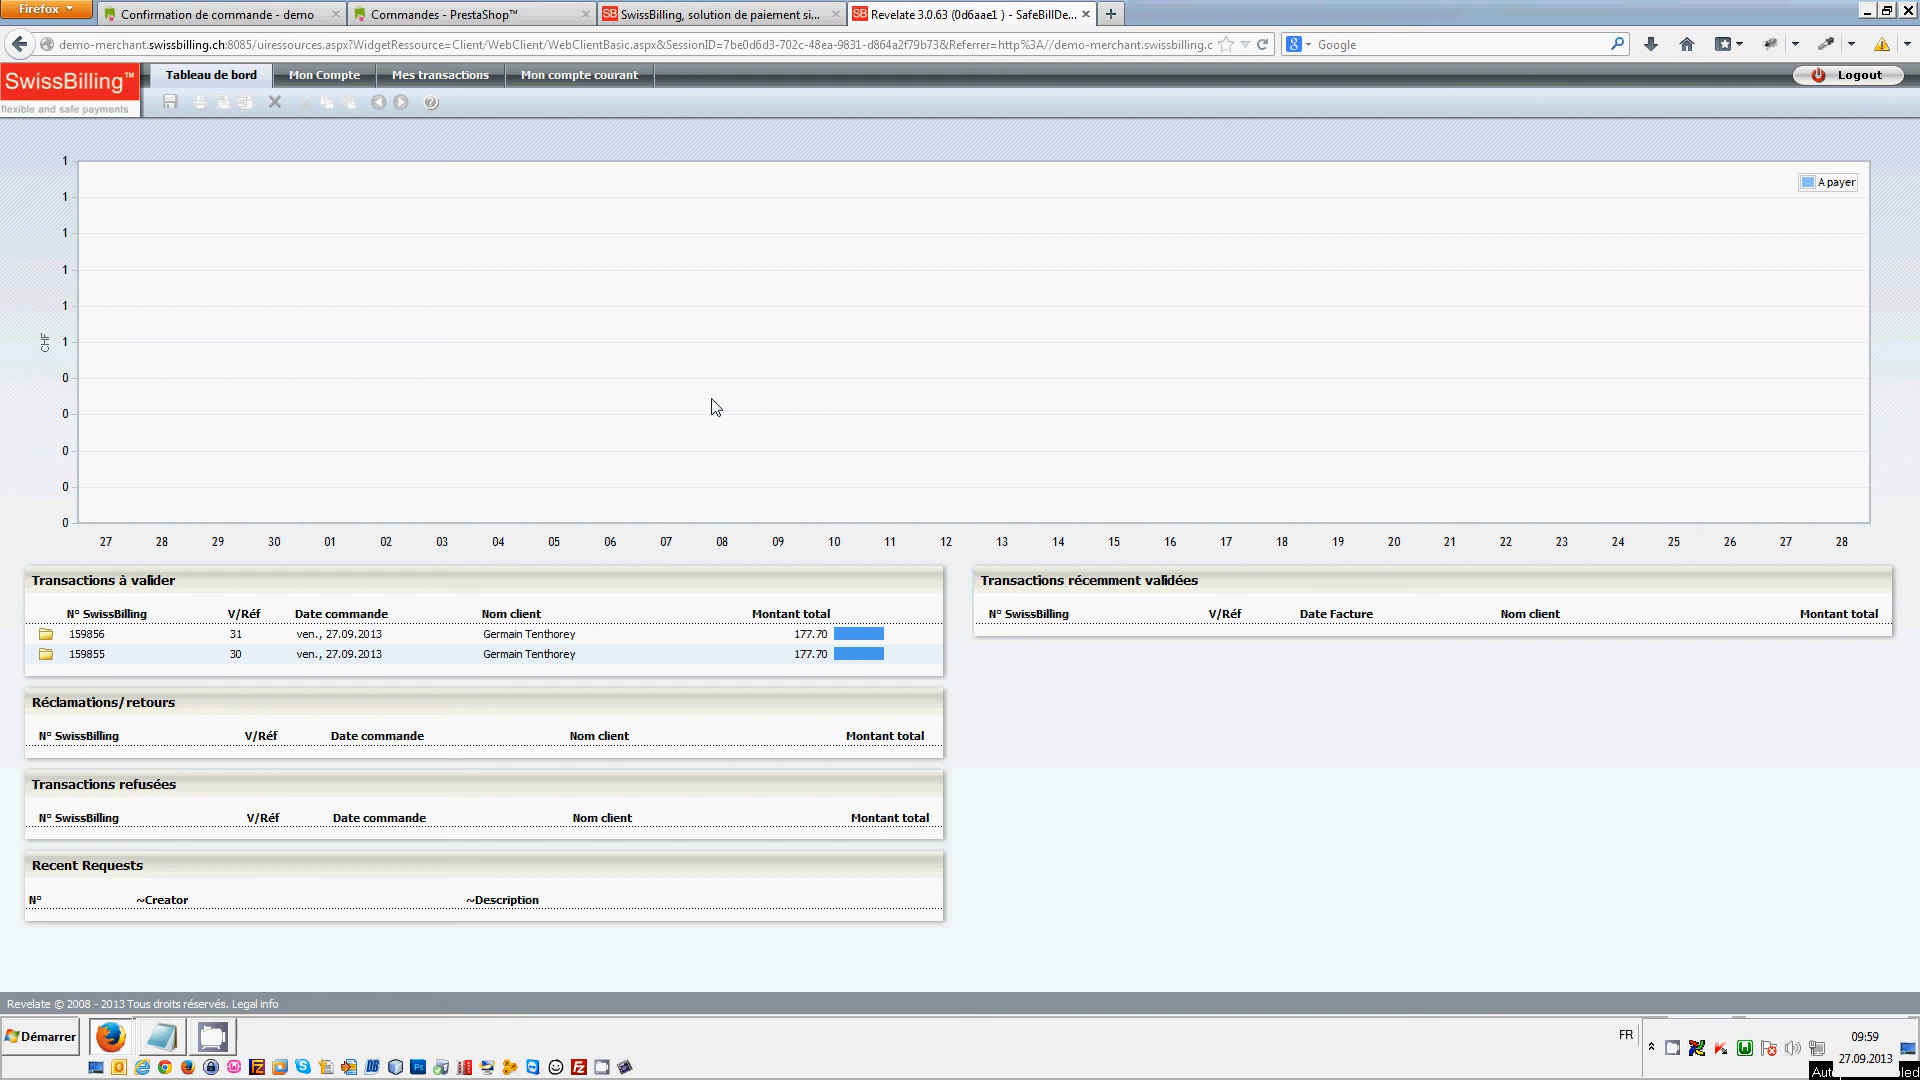 Firefox
Confirmation de commande - demo
Commandes - PrestaShop™
SwissBilling, solution de paiement si...
Revelate 3.0.63 (0d6aae1 ) - SafeBillDe...
demo-merchant.swissbilling.ch:8085/uiressources.aspx?WidgetRessource=Client/WebClient/WebClientBasic.aspx&SessionID=7be0d6d3-702c-48ea-9831-d864a2f79b73&Referrer=http%3A//demo-merchant.swissbilling.c
Google
SwissBilling™
flexible and safe payments
Tableau de bord
Mon Compte
Mes transactions
Mon compte courant
Logout
A payer
CHF
1
1
1
1
1
1
0
0
0
0
0
27 28 29 30 01 02 03 04 05 06 07 08 09 10 11 12 13 14 15 16 17 18 19 20 21 22 23 24 25 26 27 28
Transactions à valider
N° SwissBilling V/Réf Date commande Nom client Montant total
159856 31 ven., 27.09.2013 Germain Tenthorey 177.70
159855 30 ven., 27.09.2013 Germain Tenthorey 177.70
Transactions récemment validées
N° SwissBilling V/Réf Date Facture Nom client Montant total
Réclamations/retours
N° SwissBilling V/Réf Date commande Nom client Montant total
Transactions refusées
N° SwissBilling V/Réf Date commande Nom client Montant total
Recent Requests
N° ~Creator ~Description
Revelate © 2008 - 2013 Tous droits réservés. Legal info
Démarrer
FR
09:59
27.09.2013